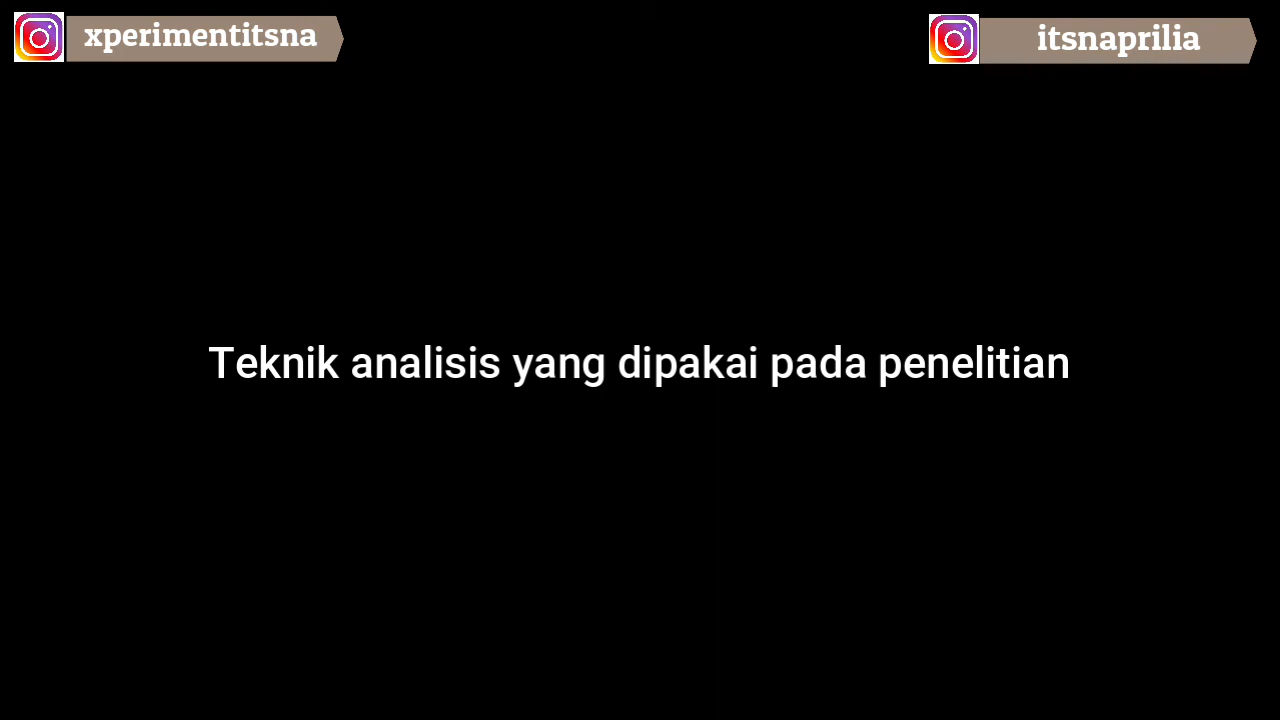 xperimentitsna
itsnaprilia
Teknik analisis yang dipakai pada penelitian